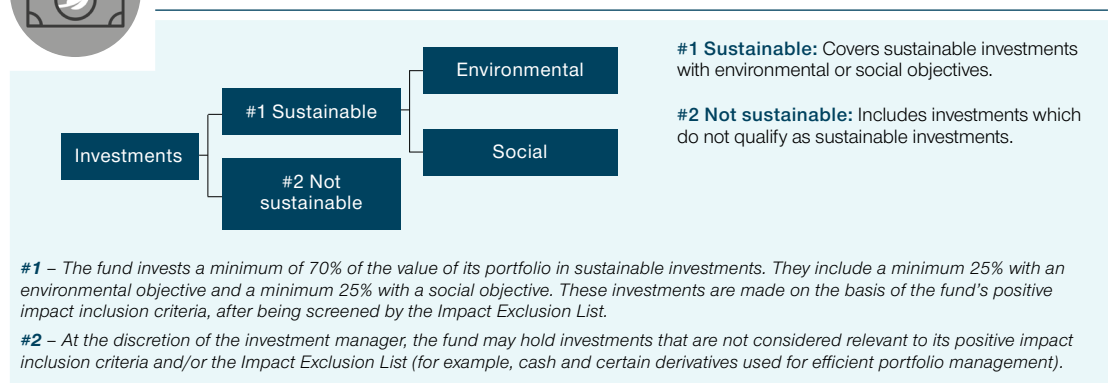 Investments
#1 Sustainable
#2 Not
sustainable
Environmental
Social
#1 Sustainable: Covers sustainable investments
with environmental or social objectives.
#2 Not sustainable: Includes investments which
do not qualify as sustainable investments.
#1 – The fund invests a minimum of 70% of the value of its portfolio in sustainable investments. They include a minimum 25% with an
environmental objective and a minimum 25% with a social objective. These investments are made on the basis of the fund's positive
impact inclusion criteria, after being screened by the Impact Exclusion List.
#2 – At the discretion of the investment manager, the fund may hold investments that are not considered relevant to its positive impact
inclusion criteria and/or the Impact Exclusion List (for example, cash and certain derivatives used for efficient portfolio management).